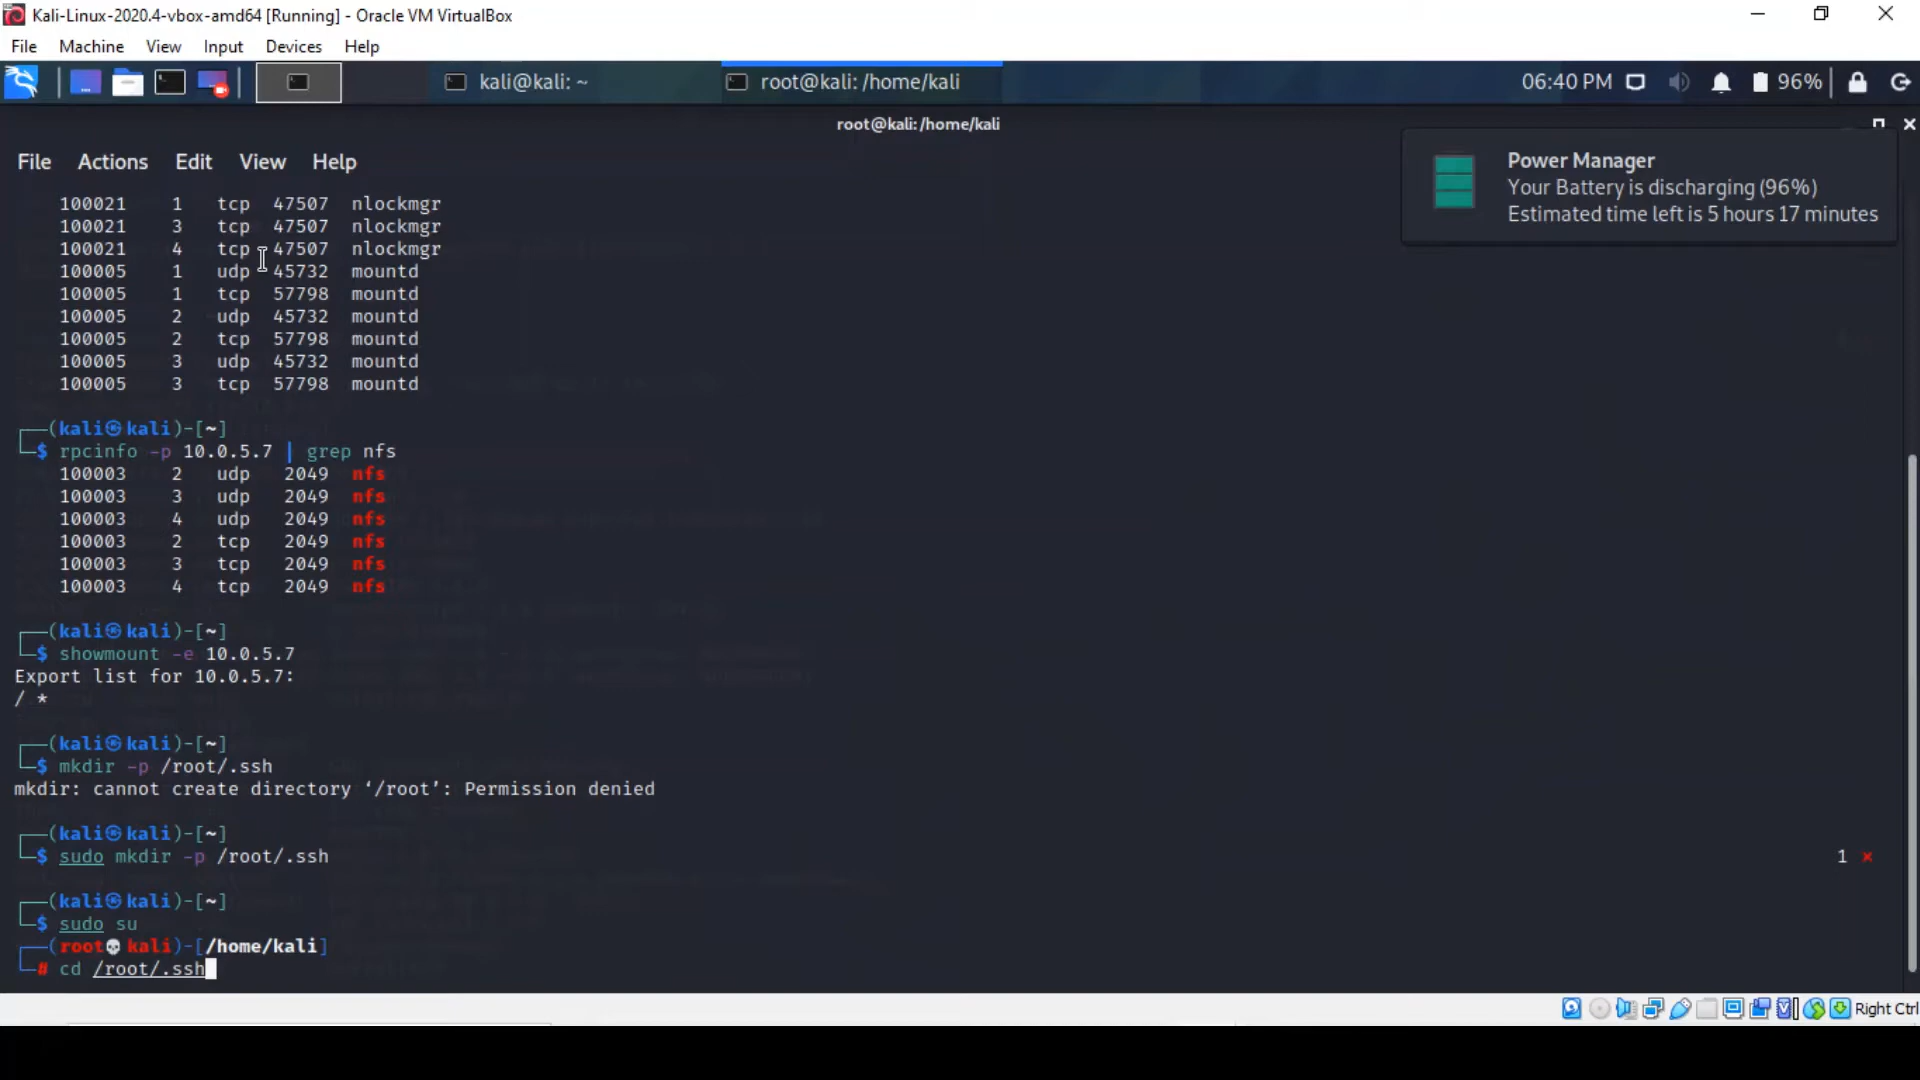 Kali-Linux-2020.4-vbox-amd64 [Running] - Oracle VM VirtualBox
File Machine View Input Devices Help
kali@kali: ~ root@kali: /home/kali 06:40 PM 96%
root@kali:/home/kali
File Actions Edit View Help
Power Manager
Your Battery is discharging (96%)
Estimated time left is 5 hours 17 minutes
100021 1 tcp 47507 nlockmgr
100021 3 tcp 47507 nlockmgr
100021 4 tcp 47507 nlockmgr
100005 1 udp 45732 mountd
100005 1 tcp 57798 mountd
100005 2 udp 45732 mountd
100005 2 tcp 57798 mountd
100005 3 udp 45732 mountd
100005 3 tcp 57798 mountd
┌──(kali㉿kali)-[~]
└─$ rpcinfo -p 10.0.5.7 | grep nfs
100003 2 udp 2049 nfs
100003 3 udp 2049 nfs
100003 4 udp 2049 nfs
100003 2 tcp 2049 nfs
100003 3 tcp 2049 nfs
100003 4 tcp 2049 nfs
┌──(kali㉿kali)-[~]
└─$ showmount -e 10.0.5.7
Export list for 10.0.5.7:
/ *
┌──(kali㉿kali)-[~]
└─$ mkdir -p /root/.ssh
mkdir: cannot create directory ‘/root’: Permission denied
┌──(kali㉿kali)-[~]
└─$ sudo mkdir -p /root/.ssh 1 ⨯
┌──(kali㉿kali)-[~]
└─$ sudo su
┌──(root💀kali)-[/home/kali]
└─# cd /root/.ssh
Right Ctrl